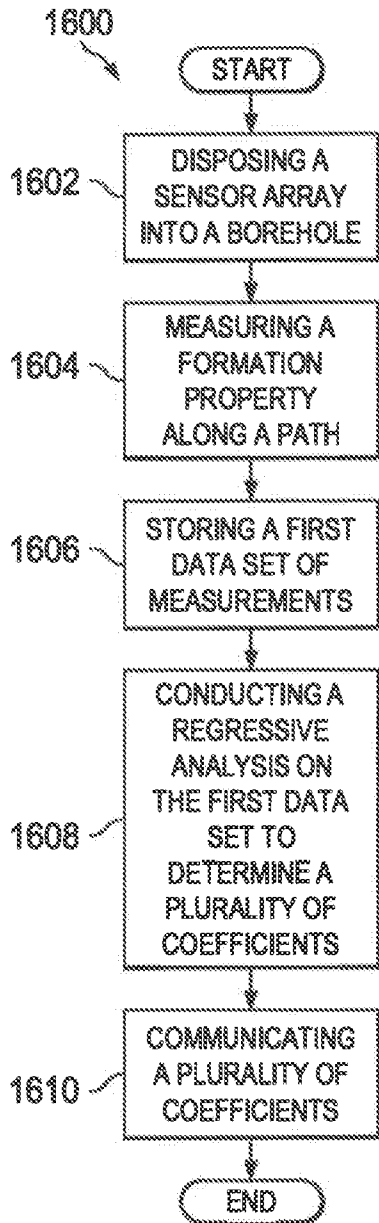 1600
START
1602
DISPOSING A
SENSOR ARRAY
INTO A BOREHOLE
1604
MEASURING A
FORMATION
PROPERTY
ALONG A PATH
1606
STORING A FIRST
DATA SET OF
MEASUREMENTS
1608
CONDUCTING A
REGRESSIVE
ANALYSIS ON
THE FIRST DATA
SET TO
DETERMINE A
PLURALITY OF
COEFFICIENTS
1610
COMMUNICATING
A PLURALITY OF
COEFFICIENTS
END